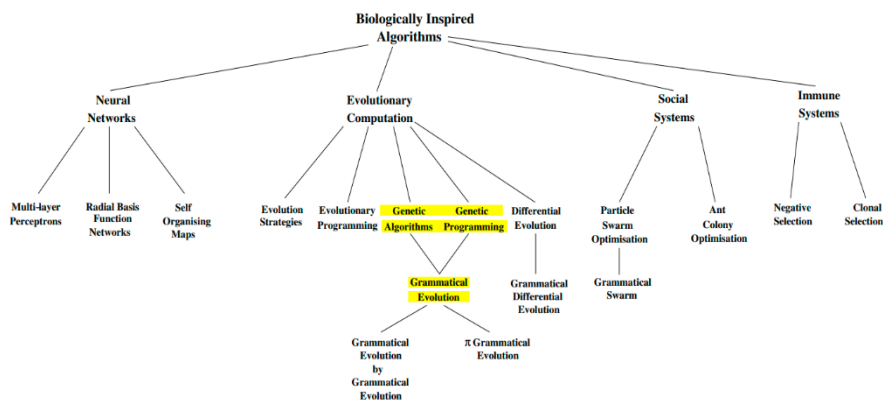 Biologically Inspired
Algorithms
Neural
Networks
Evolutionary
Computation
Social
Systems
Immune
Systems
Multi-layer
Perceptrons
Radial Basis
Function
Networks
Self
Organising
Maps
Evolution
Strategies
Evolutionary
Programming
Genetic
Algorithms
Genetic
Programming
Differential
Evolution
Particle
Swarm
Optimisation
Ant
Colony
Optimisation
Negative
Selection
Clonal
Selection
Grammatical
Evolution
Grammatical
Differential
Evolution
Grammatical
Swarm
Grammatical
Evolution
by
Grammatical
Evolution
π Grammatical
Evolution